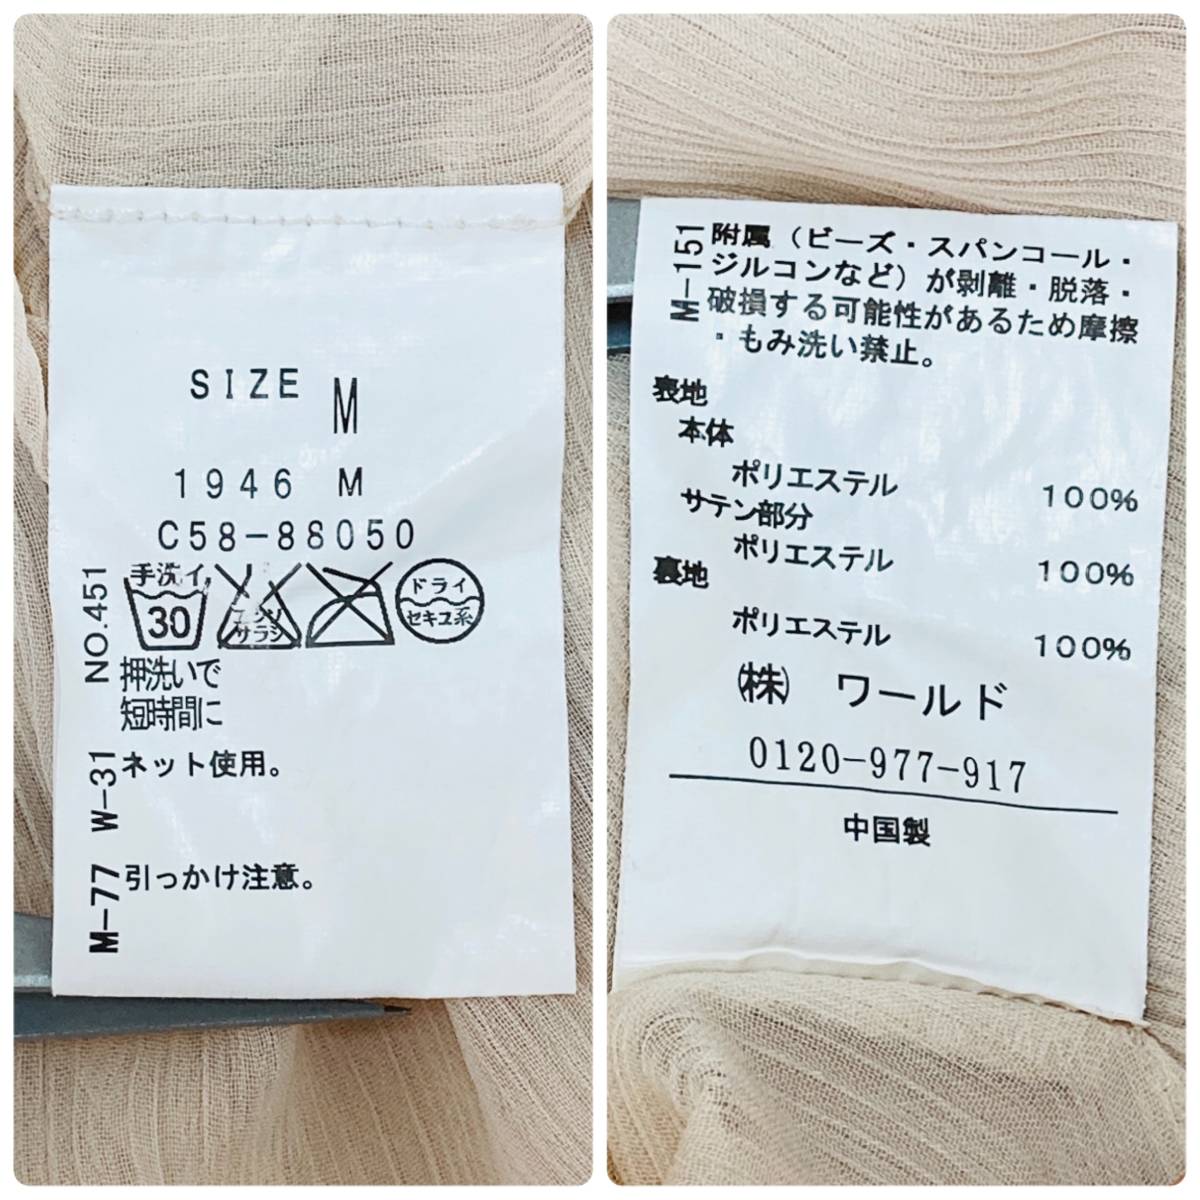 SIZE M
1946 M
C58-88050
手洗イ
30
エンソ
サラシ
ドライ
セキユ系
NO.451
押洗いで
短時間に
W-31
ネット使用。
M-77
引っかけ注意。
M-151
附属（ビーズ・スパンコール・
ジルコンなど）が剥離・脱落・
破損する可能性があるため摩擦
・もみ洗い禁止。
表地
本体
ポリエステル 100%
サテン部分
ポリエステル 100%
裏地
ポリエステル 100%
㈱ ワールド
0120-977-917
中国製